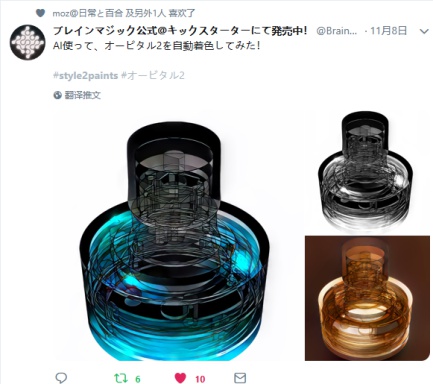 moz@日常と百合 及另外1人 喜欢了
ブレインマジック公式@キックスターターにて発売中! @Brain... · 11月8日
AI使って、オービタル2を自動着色してみた!
#style2paints #オービタル2
翻译推文
6 10